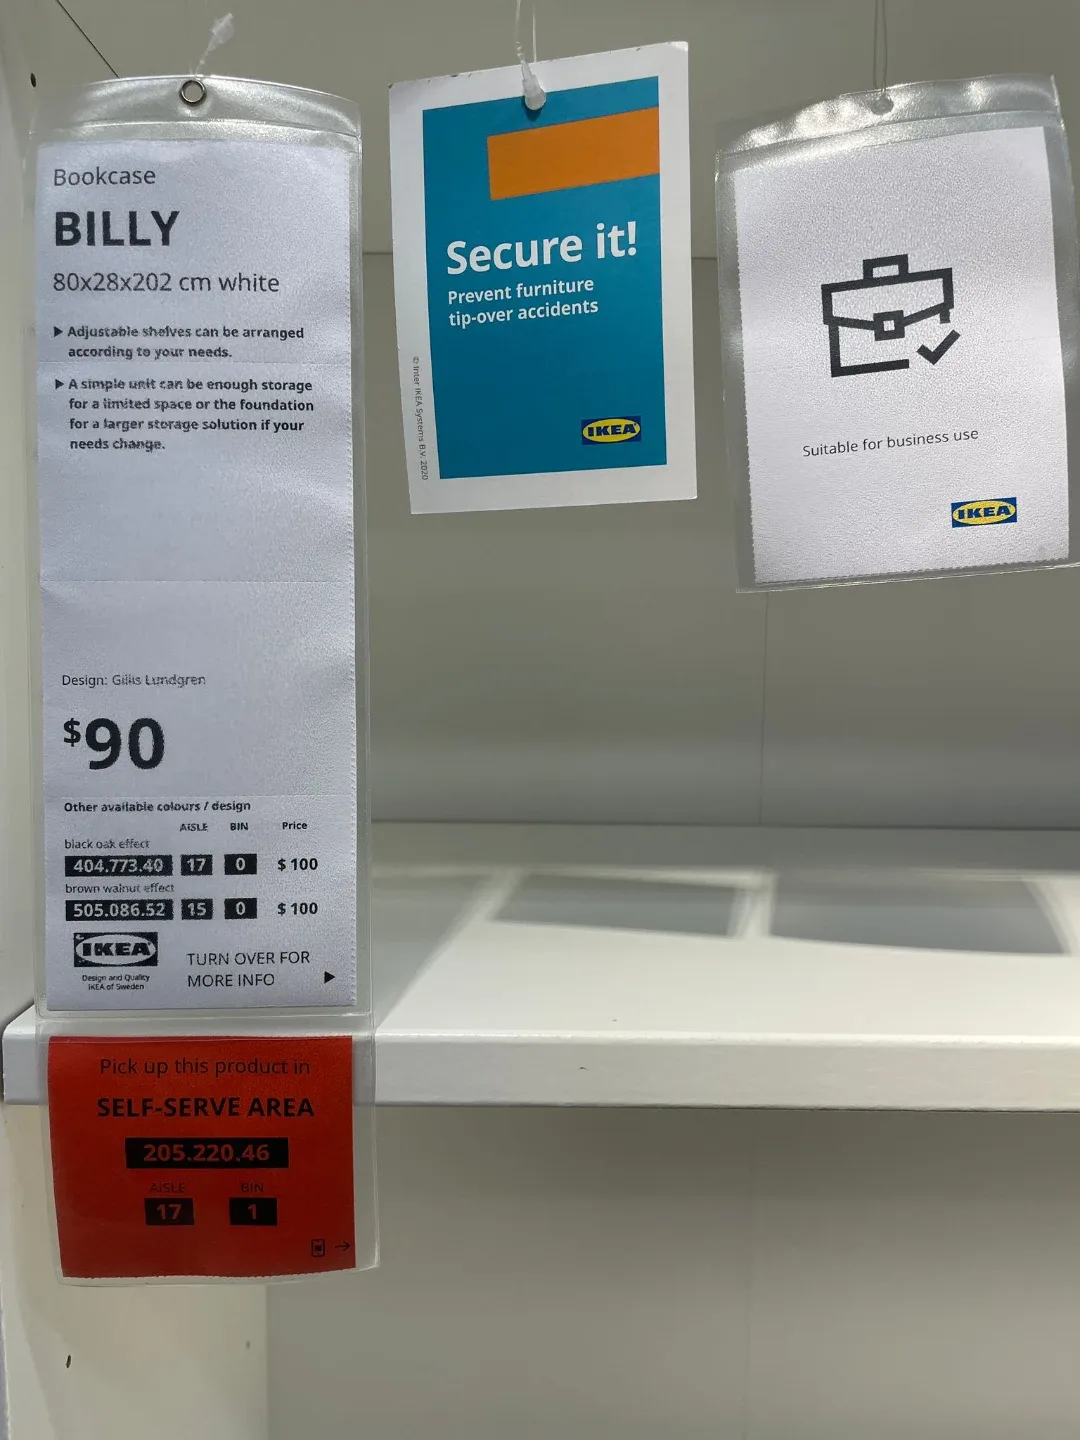 Bookcase
BILLY
80x28x202 cm white
▶ Adjustable shelves can be arranged
according to your needs.
▶ A simple unit can be enough storage
for a limited space or the foundation
for a larger storage solution if your
needs change.
Design: Gillis Lundgren
$90
Other available colours / design
AISLE BIN Price
black oak effect
404.773.40 17 0 $ 100
brown walnut effect
505.086.52 15 0 $ 100
IKEA
Design and Quality
IKEA of Sweden
TURN OVER FOR
MORE INFO ▶
Pick up this product in
SELF-SERVE AREA
205.220.46
AISLE BIN
17 1
Secure it!
Prevent furniture
tip-over accidents
IKEA
© Inter IKEA Systems B.V. 2020
Suitable for business use
IKEA